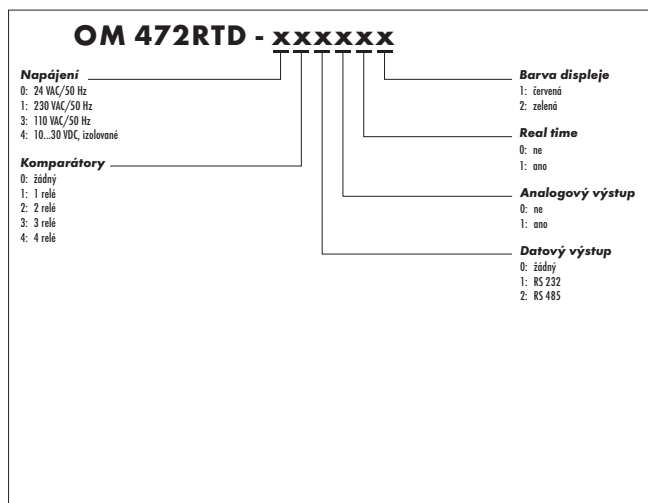 OM 472RTD - xxxxxx
Napájení
0: 24 VAC/50 Hz
1: 230 VAC/50 Hz
3: 110 VAC/50 Hz
4: 10...30 VDC, izolované
Komparátory
0: žádný
1: 1 relé
2: 2 relé
3: 3 relé
4: 4 relé
Barva displeje
1: červená
2: zelená
Real time
0: ne
1: ano
Analogový výstup
0: ne
1: ano
Datový výstup
0: žádný
1: RS 232
2: RS 485